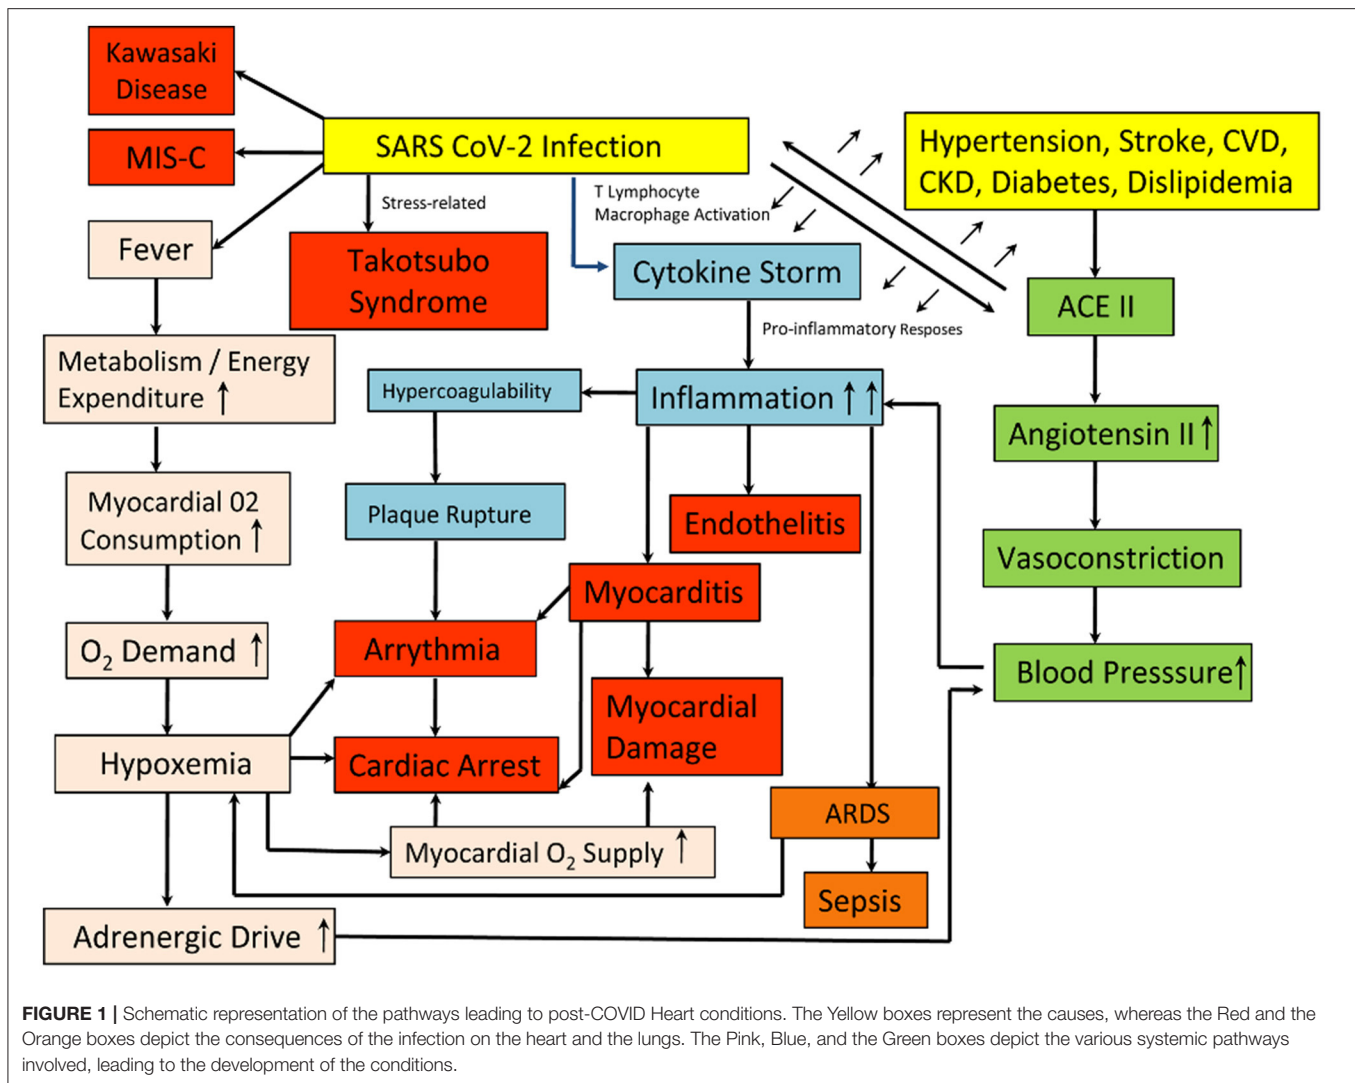 Kawasaki
Disease
MIS-C
SARS CoV-2 Infection
Hypertension, Stroke, CVD,
CKD, Diabetes, Dislipidemia
Stress-related
T Lymphocyte
Macrophage Activation
Fever
Takotsubo
Syndrome
Cytokine Storm
ACE II
Pro-inflammatory Resposes
Metabolism / Energy
Expenditure ↑
Hypercoagulability
Inflammation ↑ ↑
Angiotensin II ↑
Myocardial 02
Consumption ↑
Plaque Rupture
Endothelitis
Vasoconstriction
Myocarditis
O₂ Demand ↑
Arrythmia
Blood Presssure ↑
Myocardial
Damage
Hypoxemia
Cardiac Arrest
ARDS
Myocardial O₂ Supply ↑
Sepsis
Adrenergic Drive ↑
FIGURE 1 | Schematic representation of the pathways leading to post-COVID Heart conditions. The Yellow boxes represent the causes, whereas the Red and the
Orange boxes depict the consequences of the infection on the heart and the lungs. The Pink, Blue, and the Green boxes depict the various systemic pathways
involved, leading to the development of the conditions.